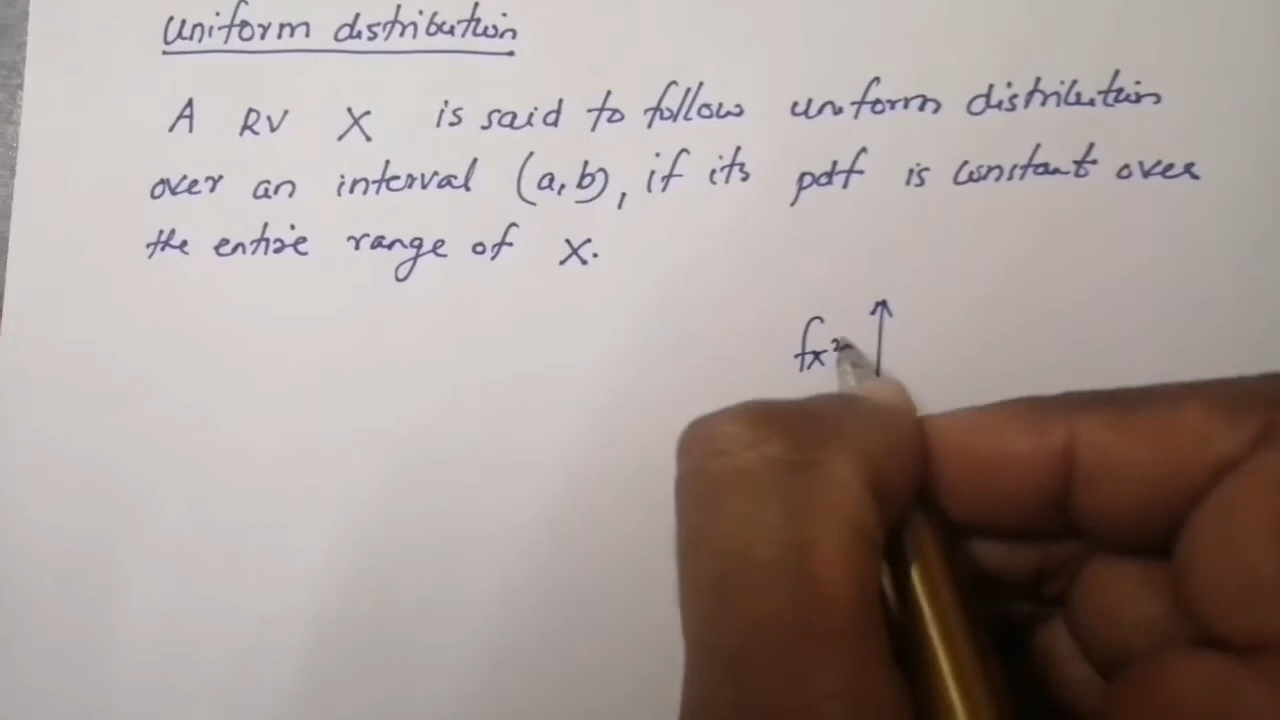 Uniform distribution
A RV X is said to follow uniform distribution
over an interval (a, b), if its pdf is constant over
the entire range of X.
fx